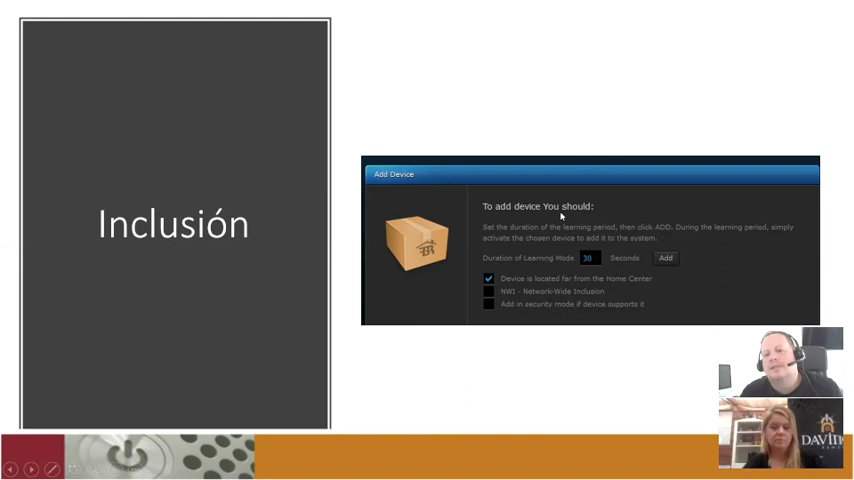 Inclusión
Add Device
To add device You should:
Set the duration of the learning period, then click ADD. During the learning period, simply
activate the chosen device to add it to the system.
Duration of Learning Mode 30 Seconds Add
Device is located far from the Home Center
NWI - Network-Wide Inclusion
Add in security mode if device supports it